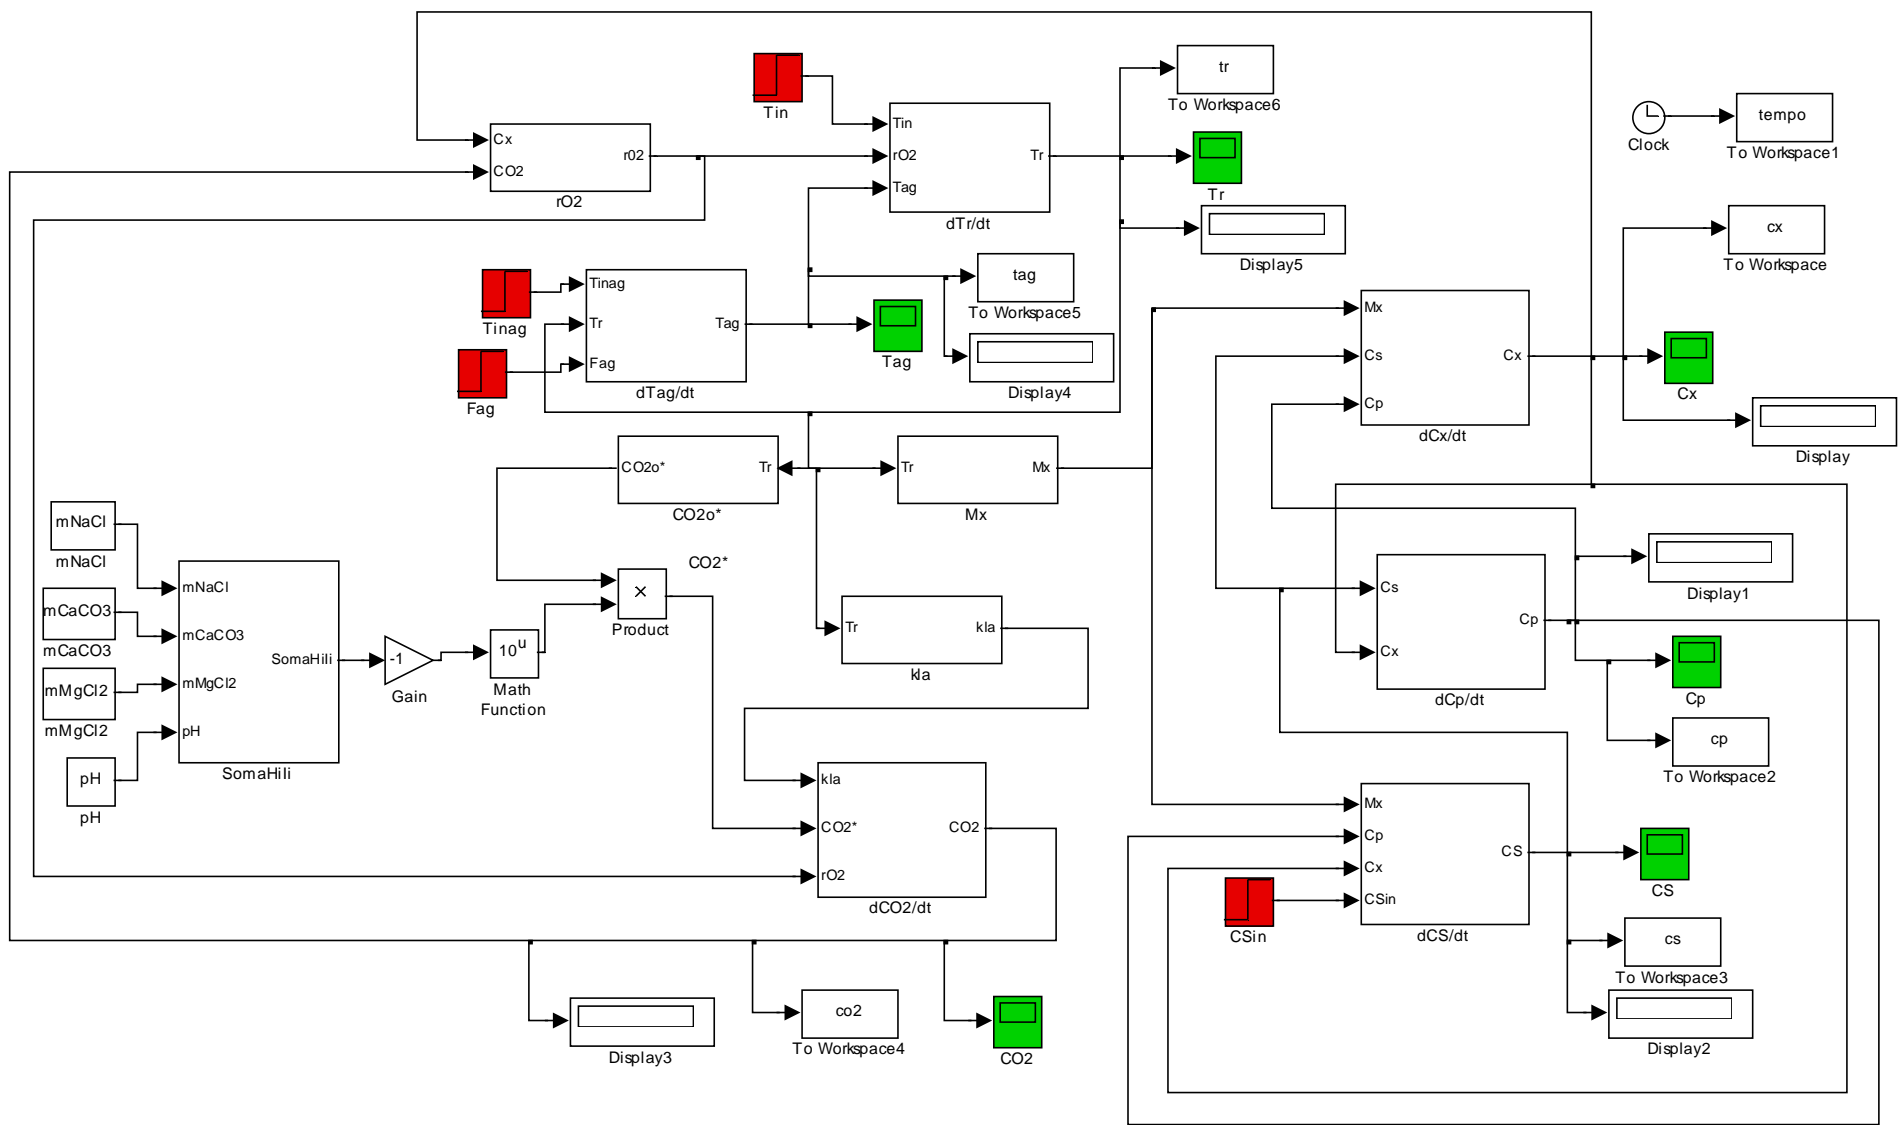 tr
To Workspace6
Tin
Tin
rO2
Tag
Tr
dTr/dt
Tr
Clock
tempo
To Workspace1
Cx
CO2
r02
rO2
Display5
cx
To Workspace
Tinag
Tinag
Tr
Fag
Tag
dTag/dt
Fag
Tag
tag
To Workspace5
Display4
Mx
Cs
Cp
Cx
dCx/dt
Cx
Display
CO2o*
Tr
CO2o*
Tr
Mx
Mx
mNaCl
mNaCl
mCaCO3
mCaCO3
mMgCl2
mMgCl2
pH
pH
mNaCl
mCaCO3
mMgCl2
pH
SomaHIi
SomaHIi
-1
Gain
10u
Math
Function
CO2*
×
Product
Tr
kla
kla
Cs
Cx
Cp
dCp/dt
Display1
Cp
cp
To Workspace2
kla
CO2*
rO2
CO2
dCO2/dt
Mx
Cp
Cx
CSin
CS
dCS/dt
CSin
CS
cs
To Workspace3
Display2
Display3
co2
To Workspace4
CO2